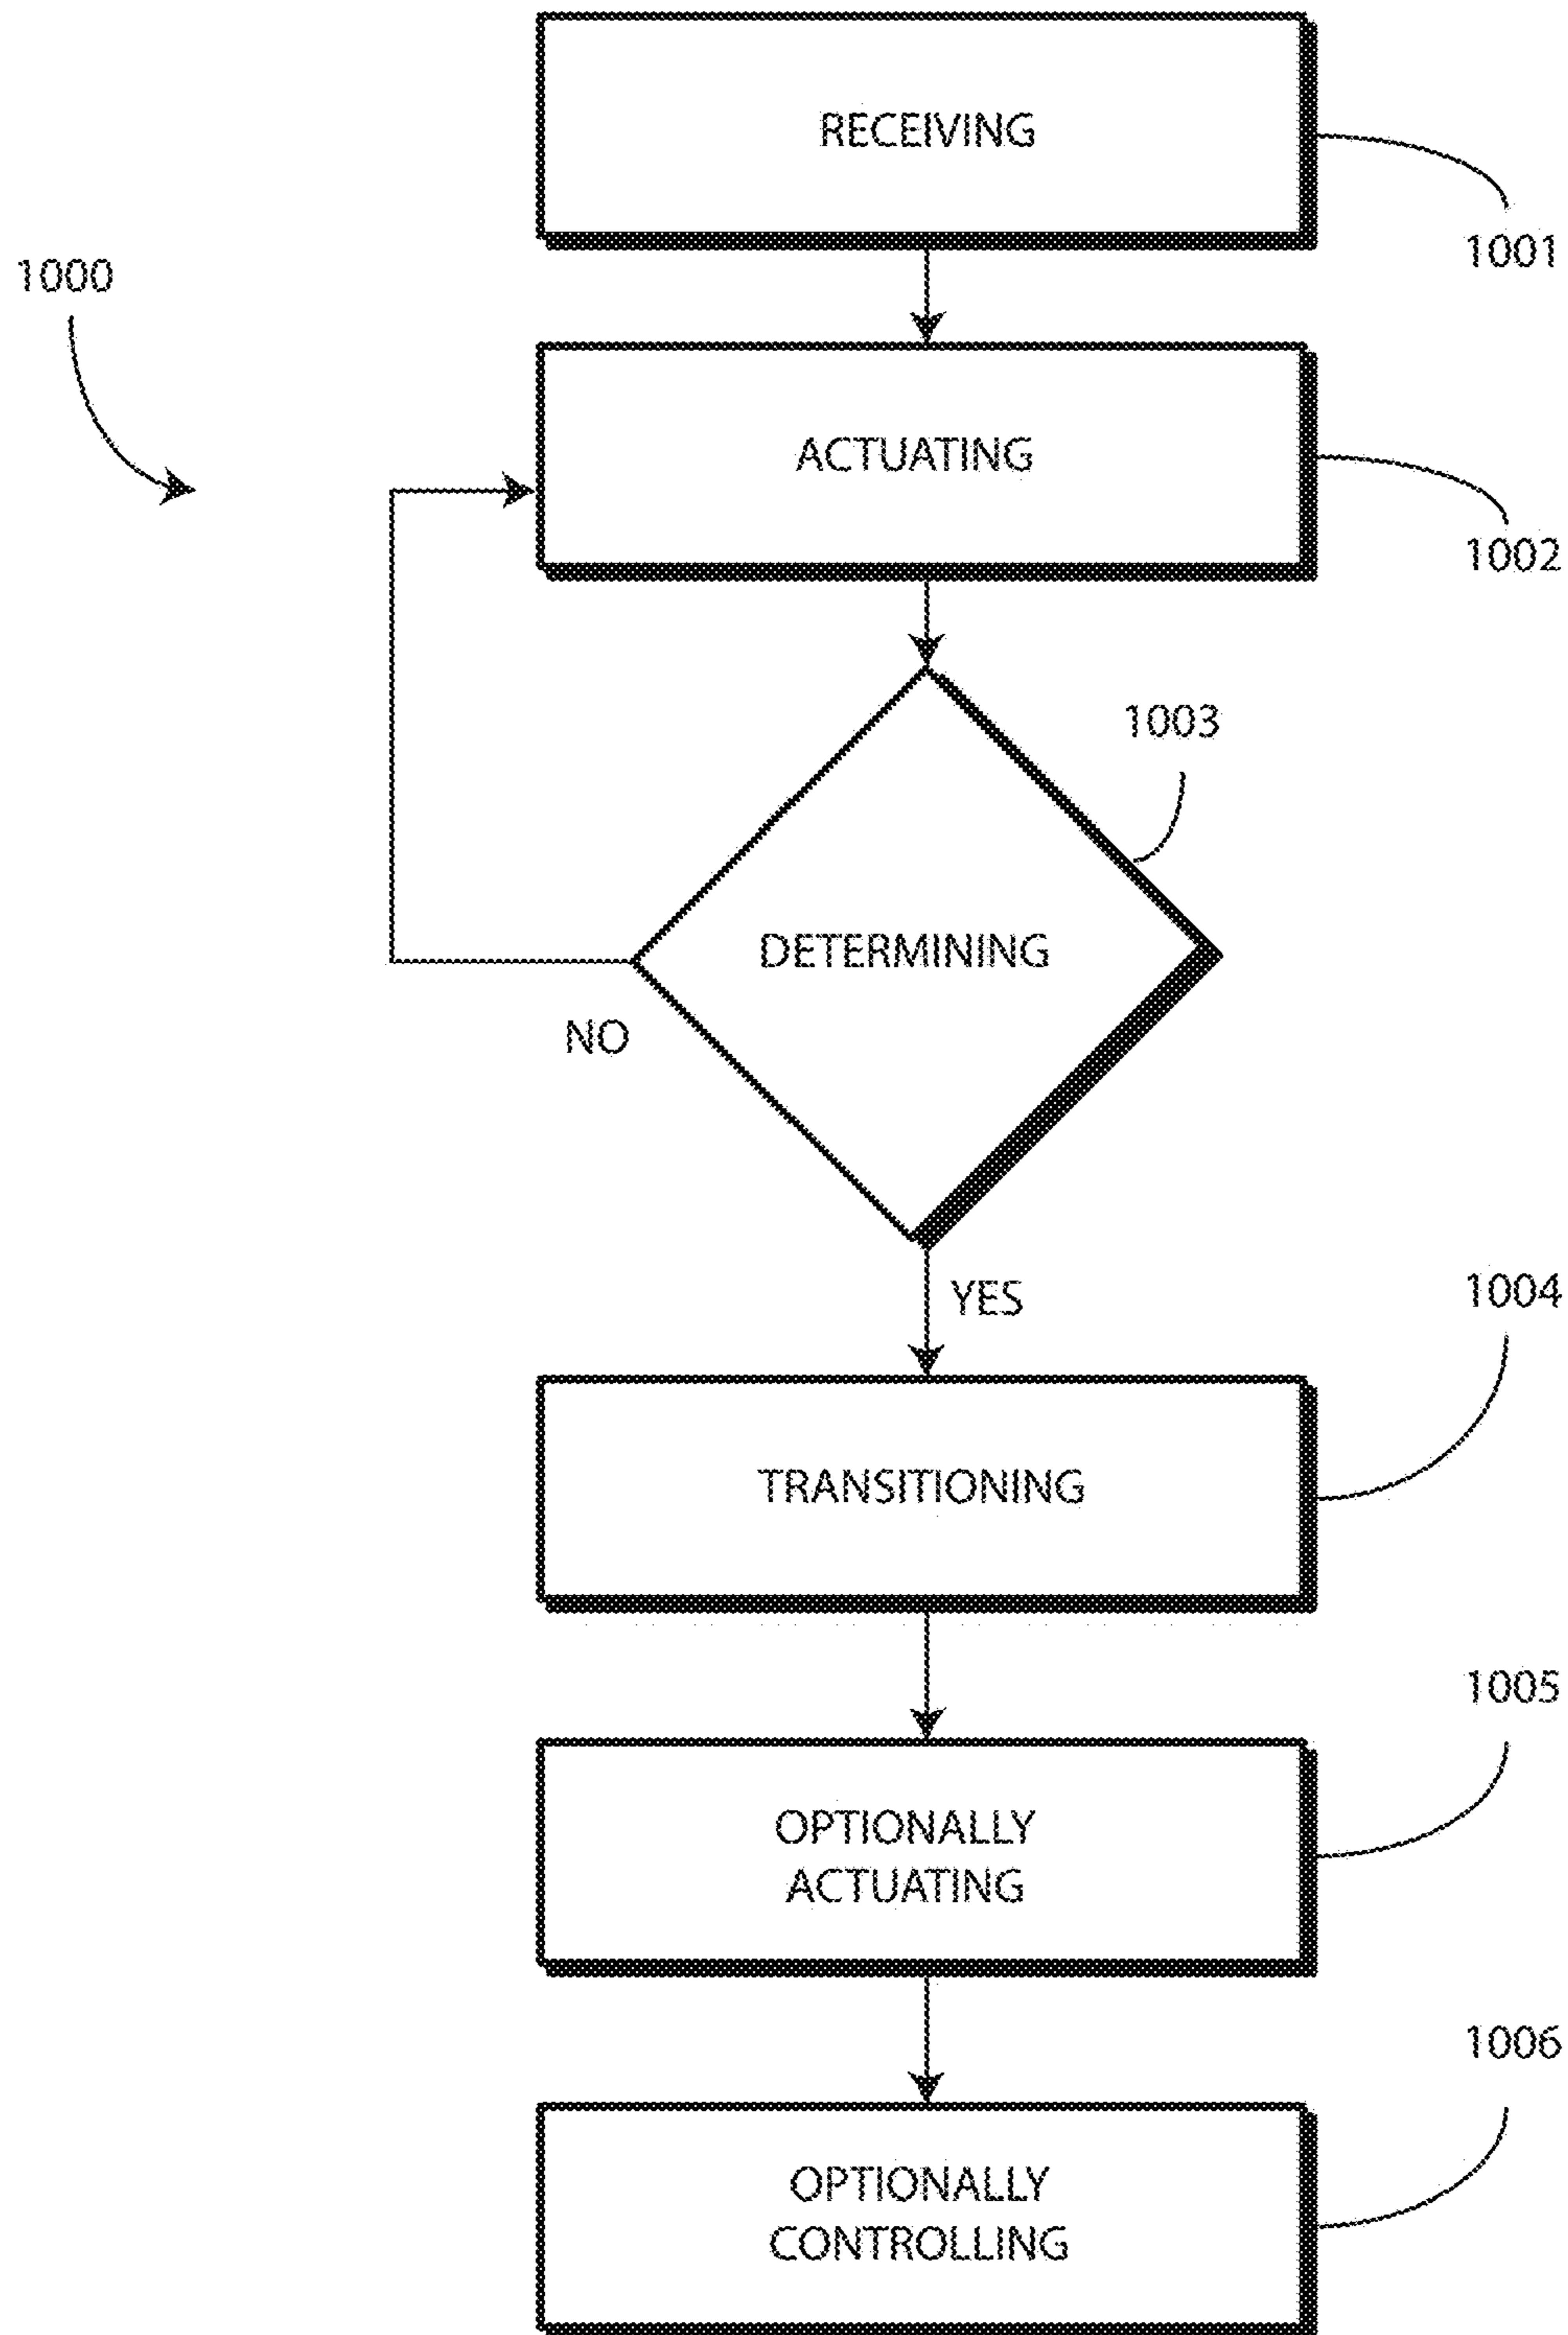 RECEIVING
1001
1000
ACTUATING
1002
1003
DETERMINING
NO
YES
1004
TRANSITIONING
1005
OPTIONALLY
ACTUATING
1006
OPTIONALLY
CONTROLLING